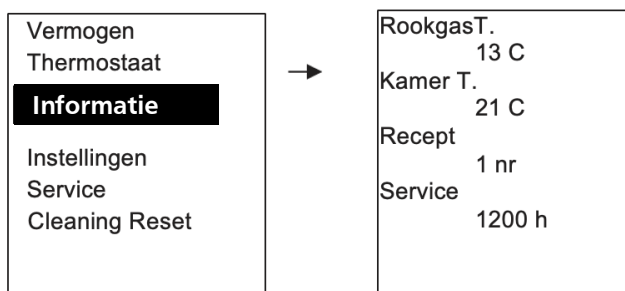 Vermogen
Thermostaat
Informatie
Instellingen
Service
Cleaning Reset
RookgasT.
13 C
Kamer T.
21 C
Recept
1 nr
Service
1200 h